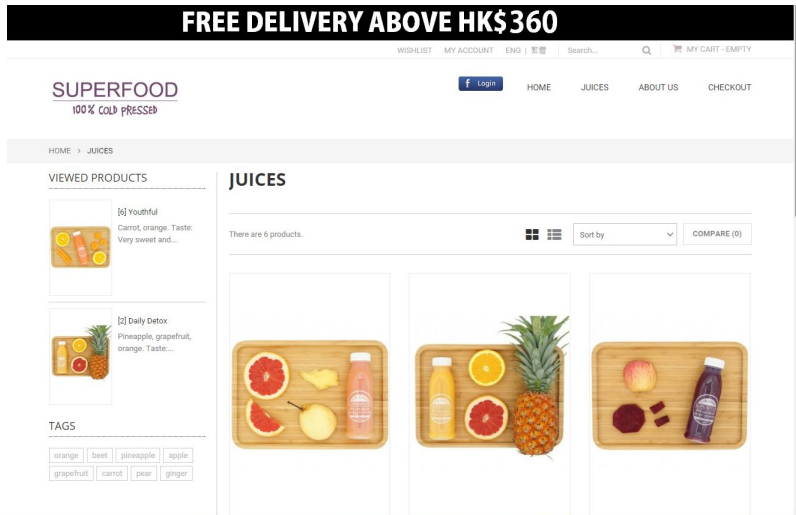 FREE DELIVERY ABOVE HK$360
WISHLIST MY ACCOUNT ENG | 繁體 Search... MY CART - EMPTY
SUPERFOOD
100% COLD PRESSED
f Login HOME JUICES ABOUT US CHECKOUT
HOME > JUICES
VIEWED PRODUCTS
[6] Youthful
Carrot, orange. Taste:
Very sweet and...
[2] Daily Detox
Pineapple, grapefruit,
orange. Taste:...
TAGS
orange beet pineapple apple
grapefruit carrot pear ginger
JUICES
There are 6 products. Sort by COMPARE (0)